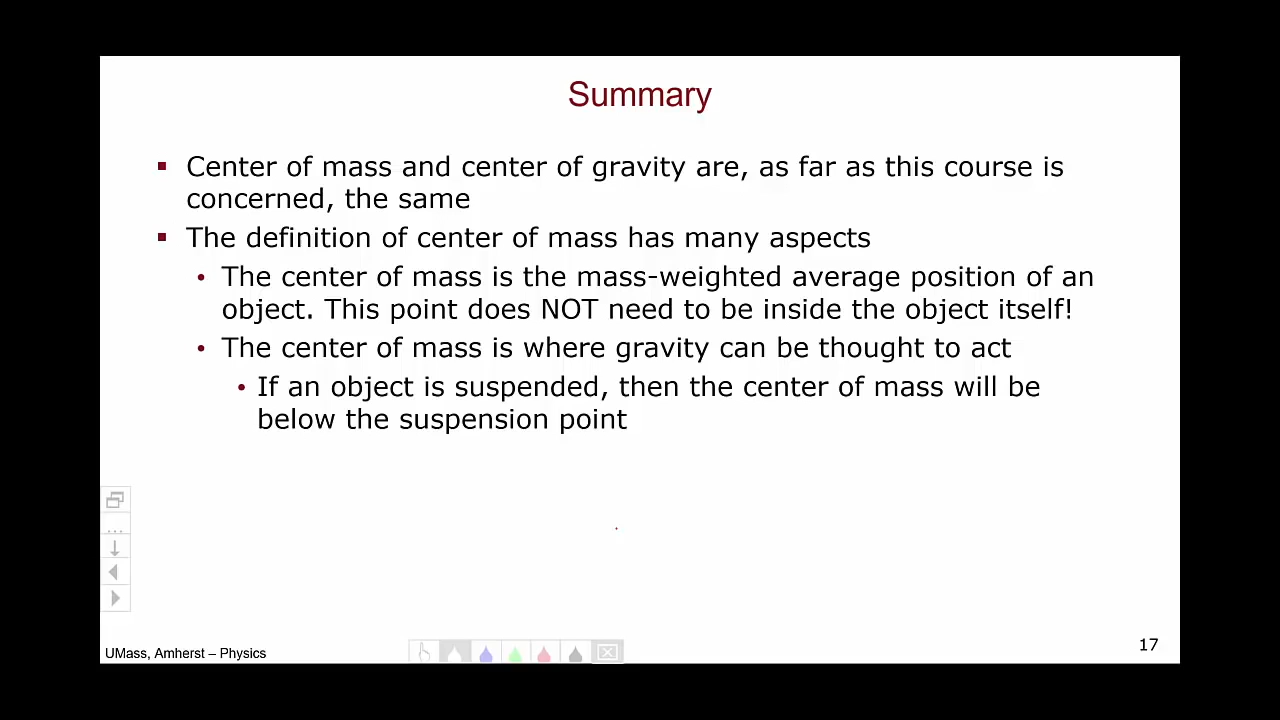 Summary
Center of mass and center of gravity are, as far as this course is
concerned, the same
The definition of center of mass has many aspects
The center of mass is the mass-weighted average position of an
object. This point does NOT need to be inside the object itself!
The center of mass is where gravity can be thought to act
If an object is suspended, then the center of mass will be
below the suspension point
UMass, Amherst – Physics
17